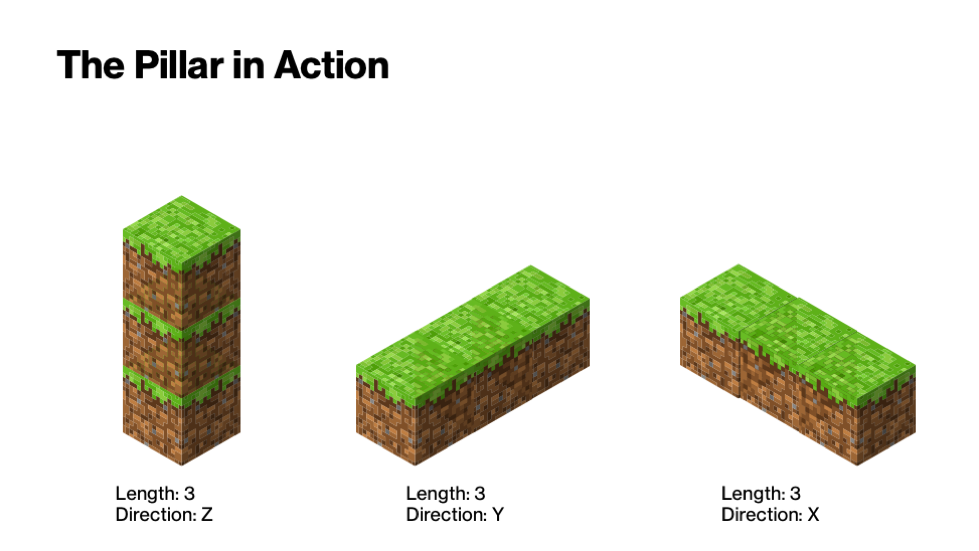 The Pillar in Action
Length: 3
Direction: Z
Length: 3
Direction: Y
Length: 3
Direction: X